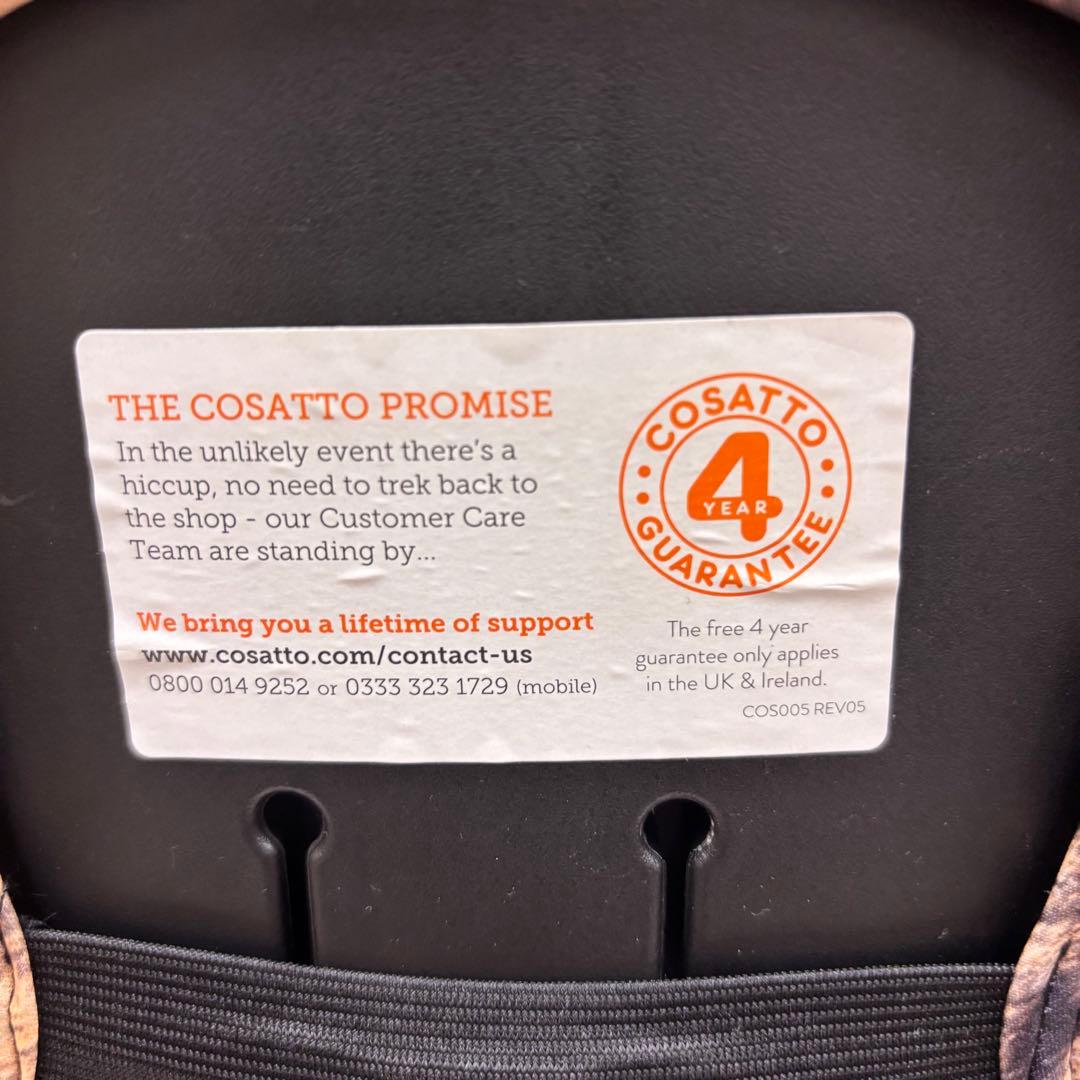 THE COSATTO PROMISE
In the unlikely event there's a
hiccup, no need to trek back to
the shop - our Customer Care
Team are standing by...
We bring you a lifetime of support
www.cosatto.com/contact-us
0800 014 9252 or 0333 323 1729 (mobile)
COSATTO
4
YEAR
GUARANTEE
The free 4 year
guarantee only applies
in the UK & Ireland.
COS005 REV05